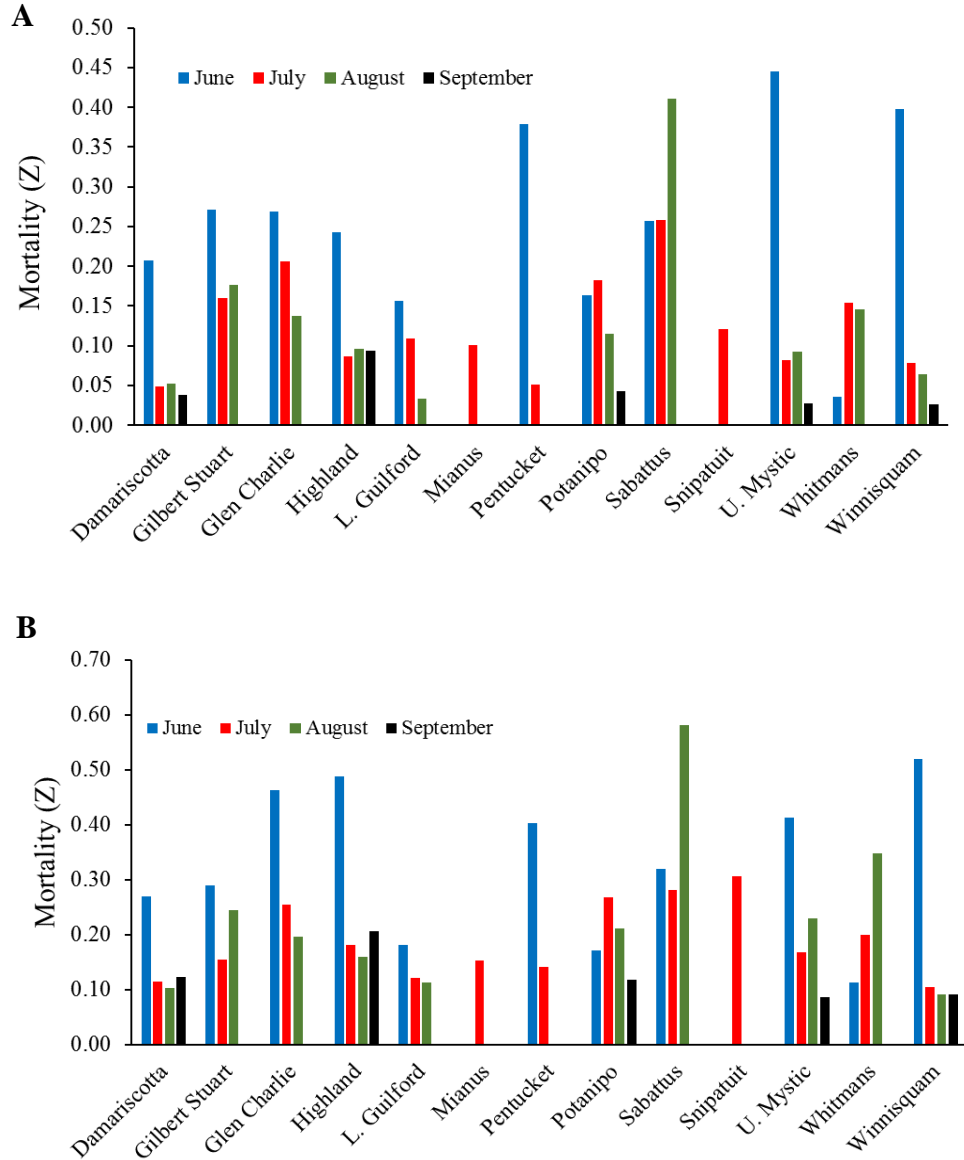 A
0.50
0.45
0.40
0.35
0.30
0.25
0.20
0.15
0.10
0.05
0.00
Mortality (Z)
June July August September
Damariscotta
Gilbert Stuart
Glen Charlie
Highland
L. Guilford
Mianus
Pentucket
Potanipo
Sabattus
Snipatuit
U. Mystic
Whitmans
Winnisquam
B
0.70
0.60
0.50
0.40
0.30
0.20
0.10
0.00
Mortality (Z)
June July August September
Damariscotta
Gilbert Stuart
Glen Charlie
Highland
L. Guilford
Mianus
Pentucket
Potanipo
Sabattus
Snipatuit
U. Mystic
Whitmans
Winnisquam